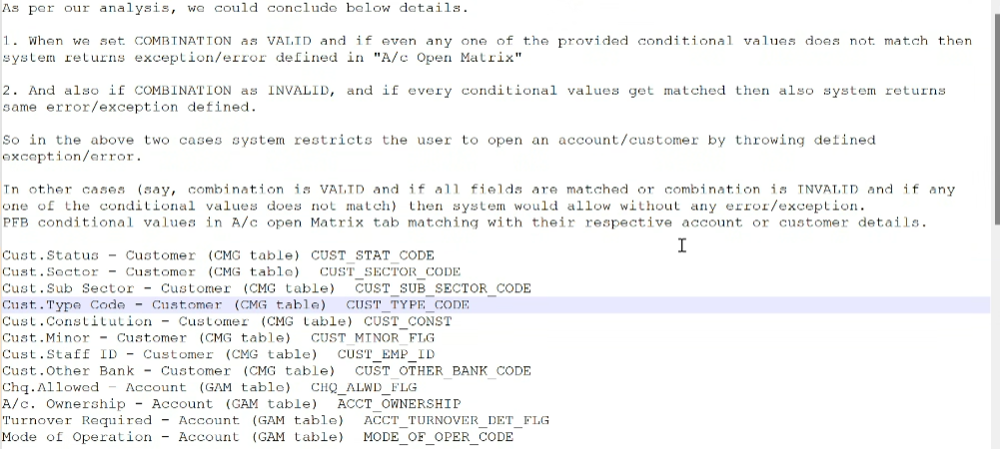 As per our analysis, we could conclude below details.
1. When we set COMBINATION as VALID and if even any one of the provided conditional values does not match then
system returns exception/error defined in "A/c Open Matrix"
2. And also if COMBINATION as INVALID, and if every conditional values get matched then also system returns
same error/exception defined.
So in the above two cases system restricts the user to open an account/customer by throwing defined
exception/error.
In other cases (say, combination is VALID and if all fields are matched or combination is INVALID and if any
one of the conditional values does not match) then system would allow without any error/exception.
PFB conditional values in A/c open Matrix tab matching with their respective account or customer details.
Cust.Status - Customer (CMG table) CUST_STAT_CODE
Cust.Sector - Customer (CMG table) CUST_SECTOR_CODE
Cust.Sub Sector - Customer (CMG table) CUST_SUB_SECTOR_CODE
Cust.Type Code - Customer (CMG table) CUST_TYPE_CODE
Cust.Constitution - Customer (CMG table) CUST_CONST
Cust.Minor - Customer (CMG table) CUST_MINOR_FLG
Cust.Staff ID - Customer (CMG table) CUST_EMP_ID
Cust.Other Bank - Customer (CMG table) CUST_OTHER_BANK_CODE
Chq.Allowed - Account (GAM table) CHQ_ALWD_FLG
A/c. Ownership - Account (GAM table) ACCT_OWNERSHIP
Turnover Required - Account (GAM table) ACCT_TURNOVER_DET_FLG
Mode of Operation - Account (GAM table) MODE_OF_OPER_CODE